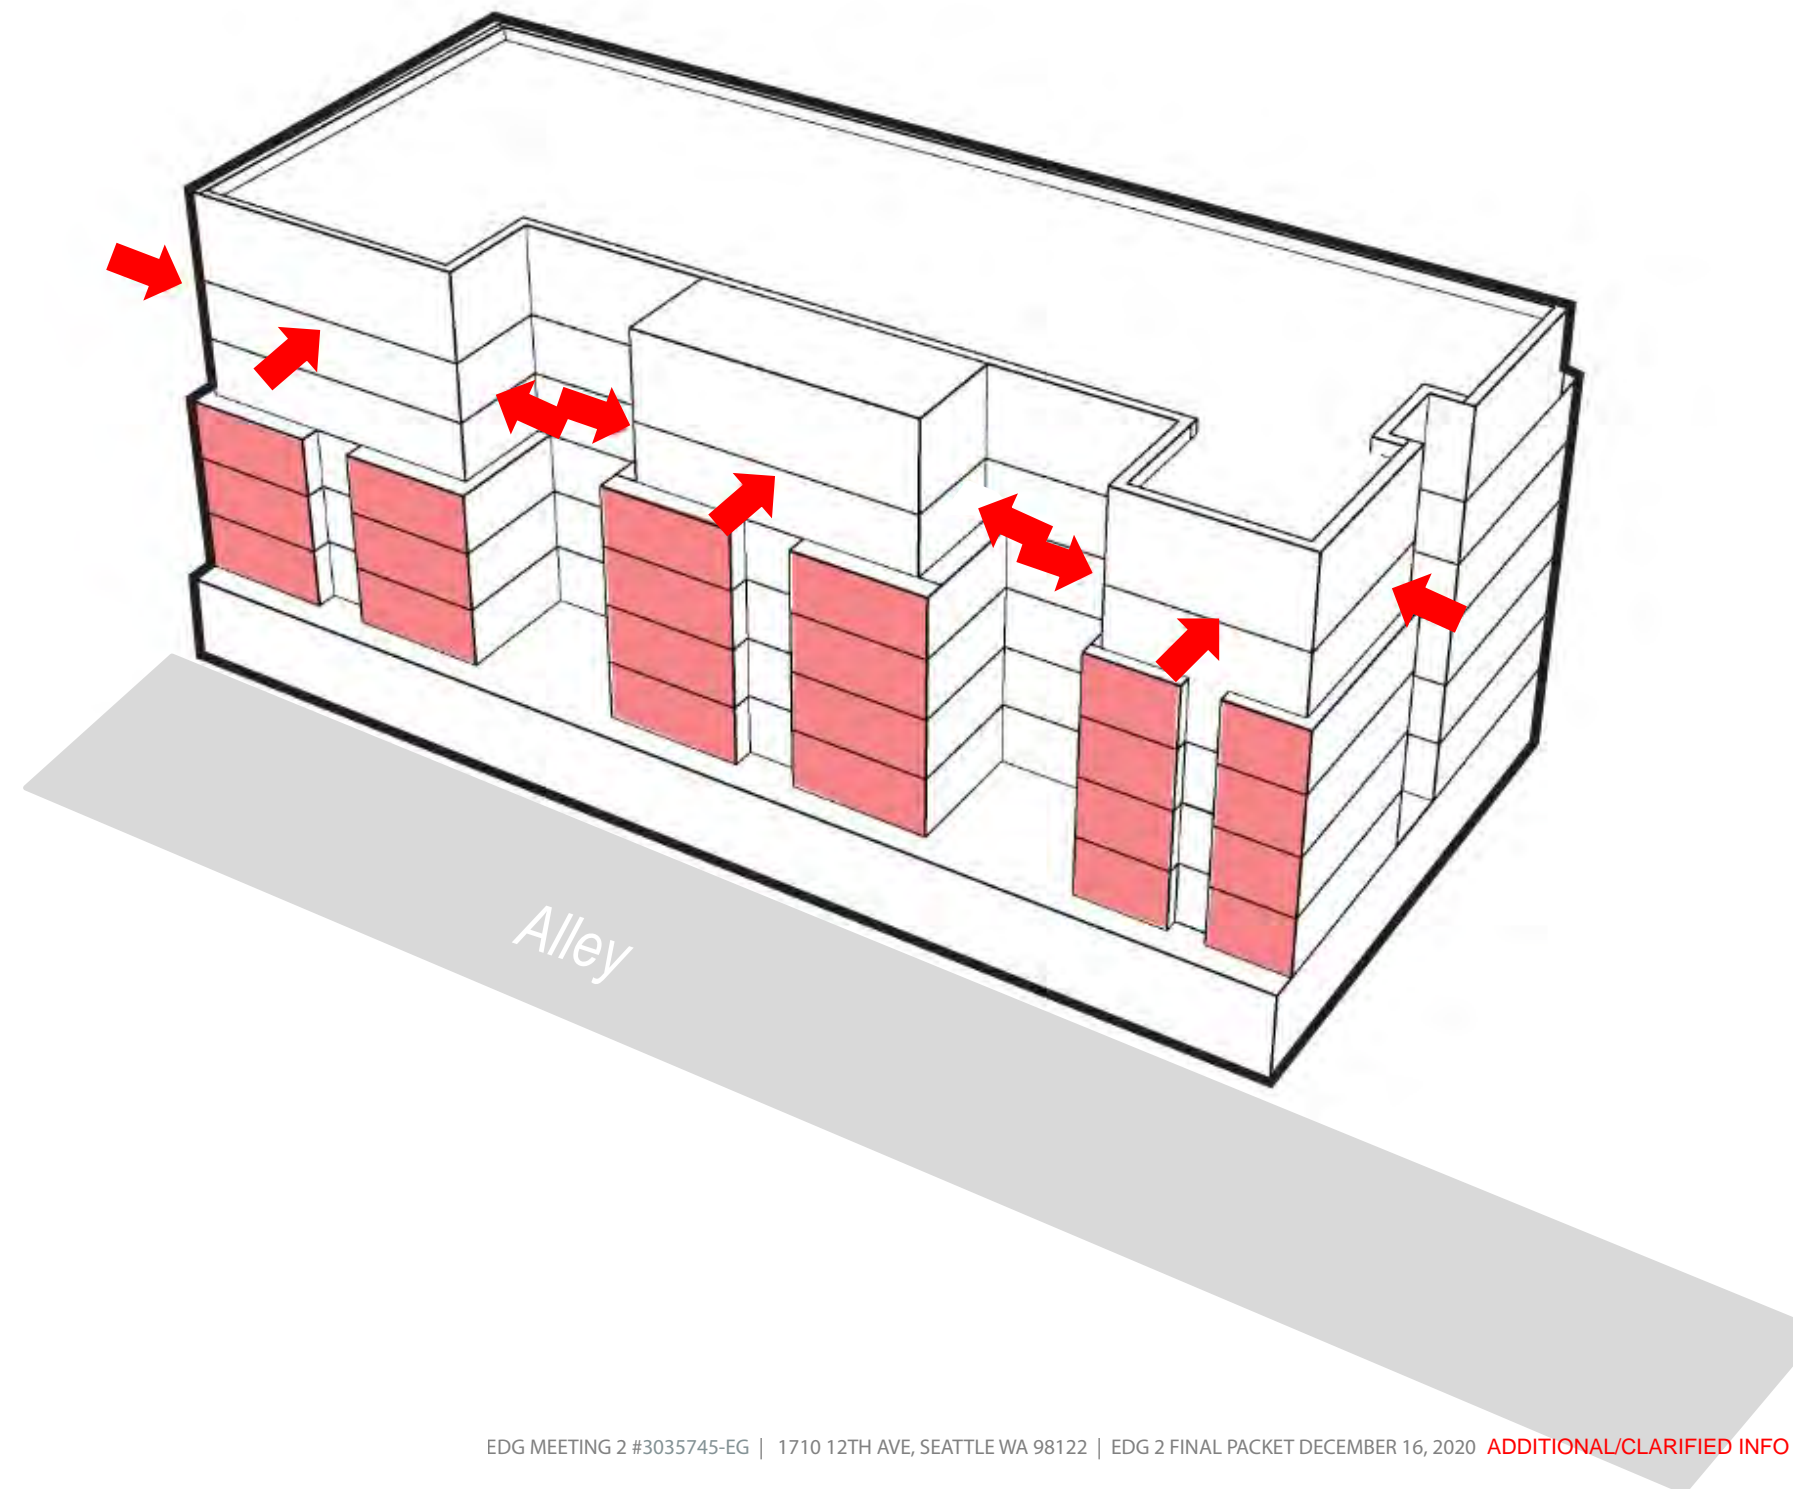 Alley
EDG MEETING 2 #3035745-EG | 1710 12TH AVE, SEATTLE WA 98122 | EDG 2 FINAL PACKET DECEMBER 16, 2020 ADDITIONAL/CLARIFIED INFO